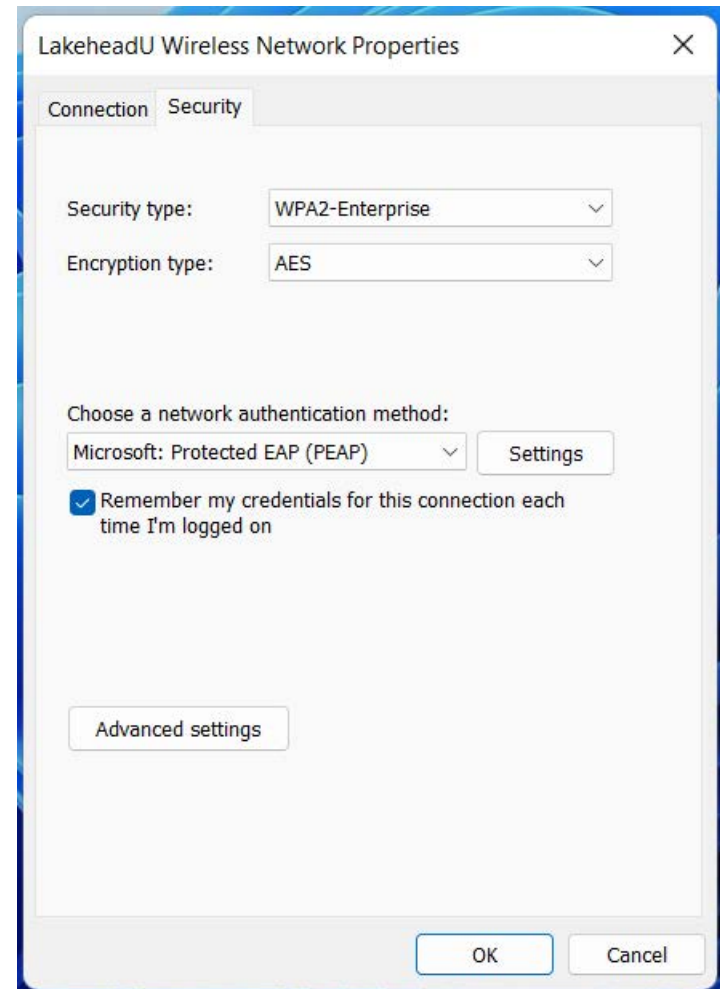 LakeheadU Wireless Network Properties
Connection Security
Security type: WPA2-Enterprise
Encryption type: AES
Choose a network authentication method:
Microsoft: Protected EAP (PEAP) Settings
Remember my credentials for this connection each
time I'm logged on
Advanced settings
OK Cancel